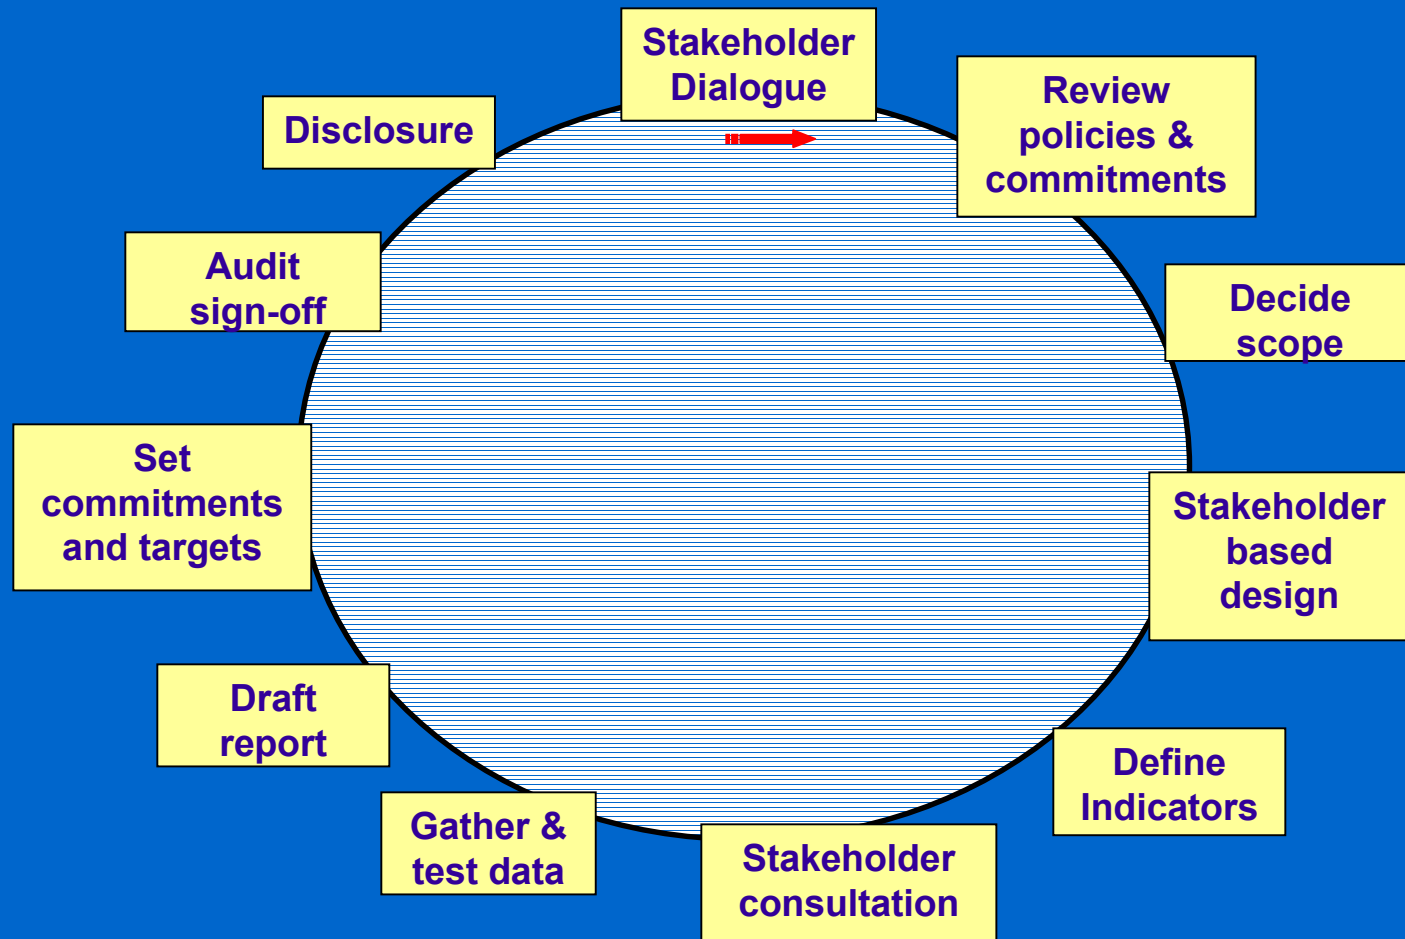 Stakeholder
Dialogue
Review
policies &
commitments
Decide
scope
Stakeholder
based
design
Define
Indicators
Stakeholder
consultation
Gather &
test data
Draft
report
Set
commitments
and targets
Audit
sign-off
Disclosure